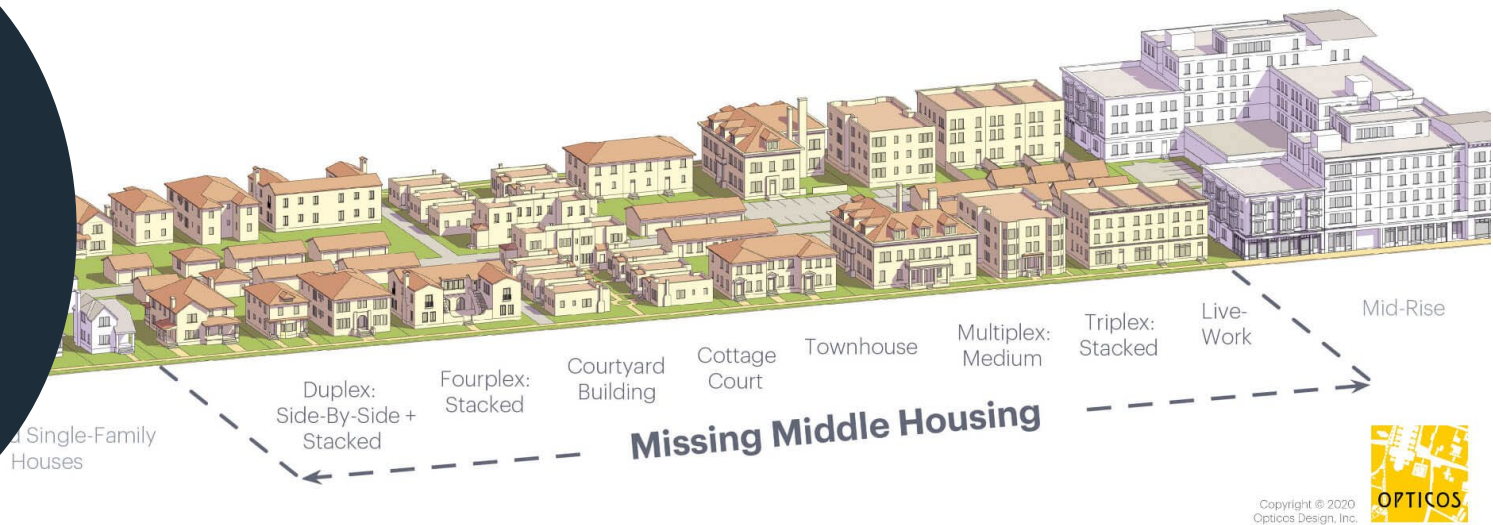 Single-Family
Houses
Duplex:
Side-By-Side +
Stacked
Fourplex:
Stacked
Courtyard
Building
Cottage
Court
Townhouse
Multiplex:
Medium
Triplex:
Stacked
Live-
Work
Mid-Rise
Missing Middle Housing
Copyright © 2020
Opticos Design, Inc.
OPTICOS